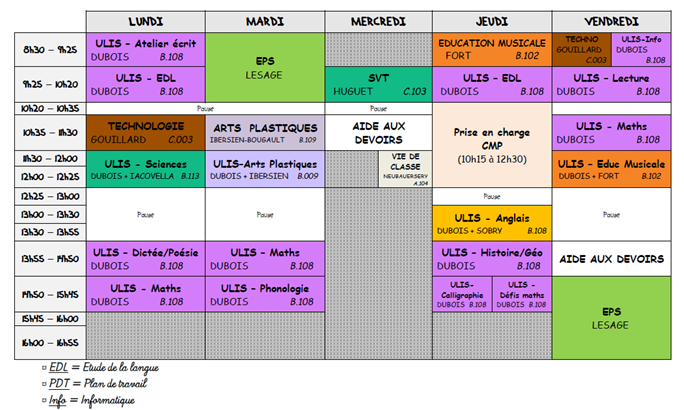 LUNDI MARDI MERCREDI JEUDI VENDREDI
8h30 – 9h25
ULIS – Atelier écrit
DUBOIS B.108
EPS
LESAGE
EDUCATION MUSICALE
FORT B.102
TECHNO
GOUILLARD
C.003
ULIS-Info
DUBOIS
B.108
9h25 – 10h20
ULIS – EDL
DUBOIS B.108
SVT
HUGUET C.103
ULIS – EDL
DUBOIS B.108
ULIS – Lecture
DUBOIS B.108
10h20 – 10h35
Pause
Pause
10h35 – 11h30
TECHNOLOGIE
GOUILLARD C.003
ARTS PLASTIQUES
IBERSIEN-BOUGAULT B.109
AIDE AUX
DEVOIRS
Prise en charge
CMP
(10h15 à 12h30)
ULIS – Maths
DUBOIS B.108
11h30 – 12h00
12h00 – 12h25
ULIS – Sciences
DUBOIS + IACOVELLA B.113
ULIS-Arts Plastiques
DUBOIS + IBERSIEN B.009
VIE DE
CLASSE
NEUBAUERSERY
A.104
ULIS – Educ Musicale
DUBOIS + FORT B.102
12h25 – 13h00
13h00 – 13h30
13h30 – 13h55
Pause
Pause
Pause
ULIS – Anglais
DUBOIS + SOBRY B.108
Pause
13h55 – 14h50
ULIS – Dictée/Poésie
DUBOIS B.108
ULIS – Maths
DUBOIS B.108
ULIS – Histoire/Géo
DUBOIS B.108
AIDE AUX DEVOIRS
14h50 – 15h45
ULIS – Maths
DUBOIS B.108
ULIS – Phonologie
DUBOIS B.108
ULIS-
Calligraphie
DUBOIS B.108
ULIS –
Défis maths
DUBOIS B.108
EPS
LESAGE
15h45 – 16h00
16h00 – 16h55
EDL = Etude de la langue
PDT = Plan de travail
Info = Informatique